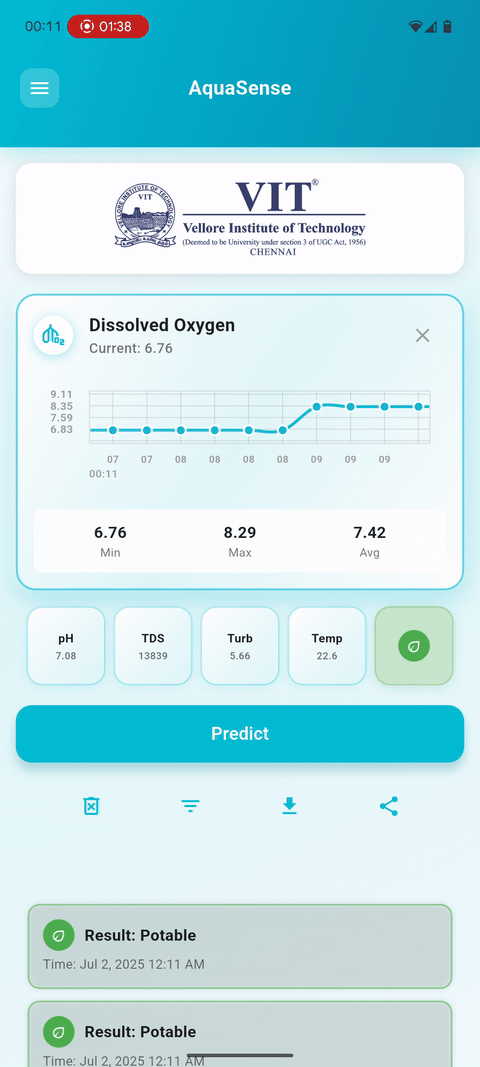 00:11 01:38
AquaSense
VELLORE INSTITUTE OF TECHNOLOGY
VIT
VIT®
Vellore Institute of Technology
(Deemed to be University under section 3 of UGC Act, 1956)
CHENNAI
O2 Dissolved Oxygen
Current: 6.76
9.11
8.35
7.59
6.83
07 07 08 08 08 08 09 09 09
00:11
6.76 8.29 7.42
Min Max Avg
pH TDS Turb Temp
7.08 13839 5.66 22.6
Predict
Result: Potable
Time: Jul 2, 2025 12:11 AM
Result: Potable
Time: Jul 2, 2025 12:11 AM